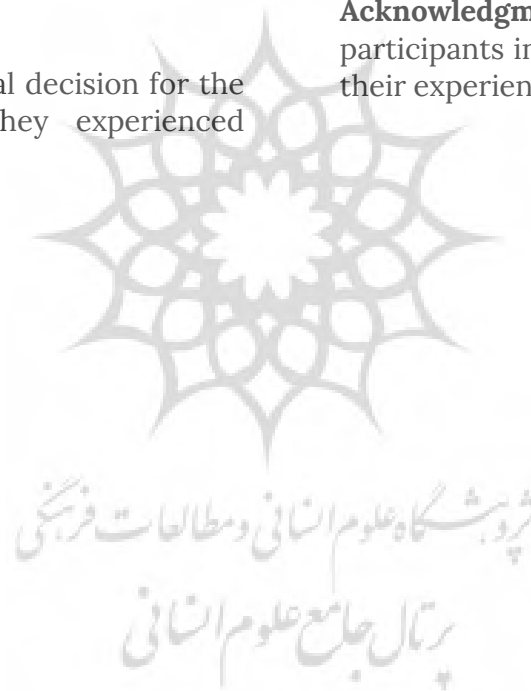 al decision for the
hey experienced
Acknowledgm
participants in
their experien
پژوهشگاه علوم انسانی و مطالعات فرهنگی
پرتال جامع علوم انسانی